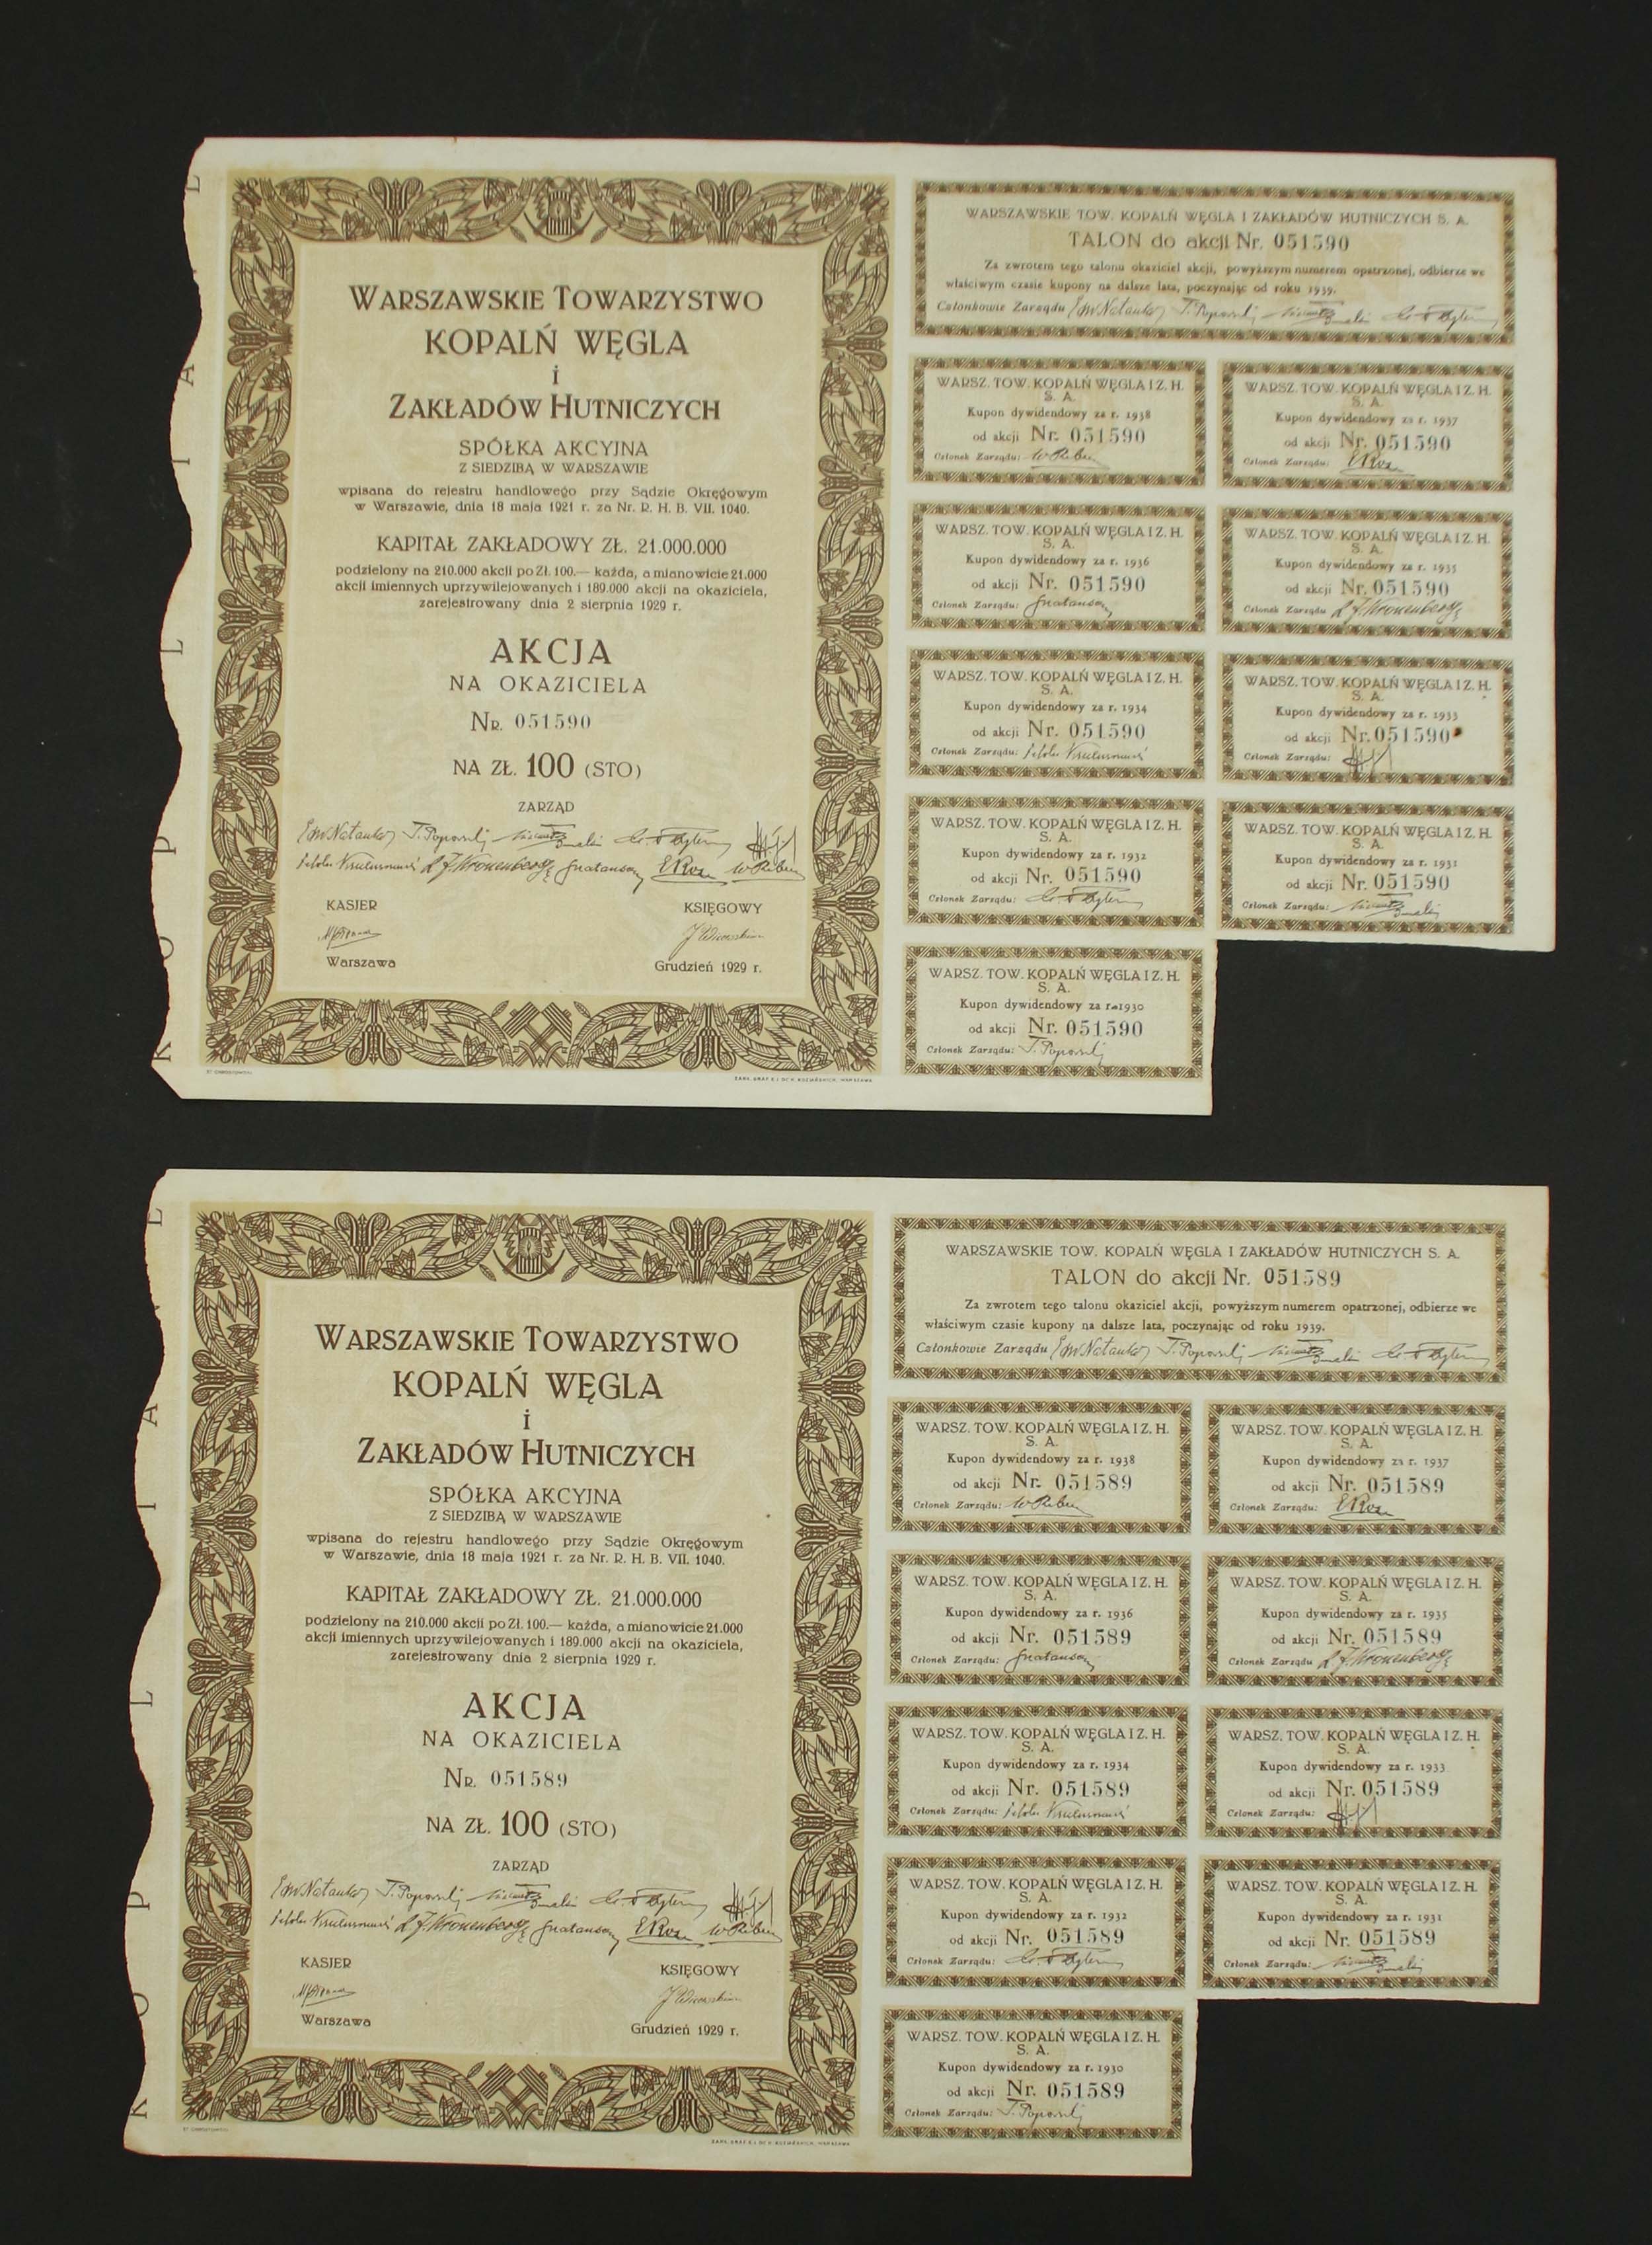 WARSZAWSKIE TOWARZYSTWO
KOPALŃ WĘGLA
i
ZAKŁADÓW HUTNICZYCH
SPÓŁKA AKCYJNA
Z SIEDZIBĄ W WARSZAWIE
wpisana do rejestru handlowego przy Sądzie Okręgowym
w Warszawie, dnia 18 maja 1921 r. za Nr. R. H. B. VII. 1040.
KAPITAŁ ZAKŁADOWY ZŁ. 21.000.000
podzielony na 210.000 akcji po Zł. 100.— każda, a mianowicie 21.000
akcji imiennych uprzywilejowanych i 189.000 akcji na okaziciela,
zarejestrowany dnia 2 sierpnia 1929 r.
AKCJA
NA OKAZICIELA
NR. 051590
NA ZŁ. 100 (STO)
ZARZĄD
KASJER
KSIĘGOWY
Warszawa
Grudzień 1929 r.
WARSZAWSKIE TOW. KOPALŃ WĘGLA I ZAKŁADÓW HUTNICZYCH S. A.
TALON do akcji Nr. 051590
Za zwrotem tego talonu okaziciel akcji, powyższym numerem opatrzonej, odbierze we
właściwym czasie kupony na dalsze lata, poczynając od roku 1939.
Członkowie Zarządu
WARSZ. TOW. KOPALŃ WĘGLA I Z. H.
S. A.
Kupon dywidendowy za r. 1938
od akcji Nr. 051590
Członek Zarządu:
WARSZ. TOW. KOPALŃ WĘGLA I Z. H.
S. A.
Kupon dywidendowy za r. 1937
od akcji Nr. 051590
Członek Zarządu:
WARSZ. TOW. KOPALŃ WĘGLA I Z. H.
S. A.
Kupon dywidendowy za r. 1936
od akcji Nr. 051590
Członek Zarządu:
WARSZ. TOW. KOPALŃ WĘGLA I Z. H.
S. A.
Kupon dywidendowy za r. 1935
od akcji Nr. 051590
Członek Zarządu
WARSZ. TOW. KOPALŃ WĘGLA I Z. H.
S. A.
Kupon dywidendowy za r. 1934
od akcji Nr. 051590
Członek Zarządu:
WARSZ. TOW. KOPALŃ WĘGLA I Z. H.
S. A.
Kupon dywidendowy za r. 1933
od akcji Nr. 051590
Członek Zarządu:
WARSZ. TOW. KOPALŃ WĘGLA I Z. H.
S. A.
Kupon dywidendowy za r. 1932
od akcji Nr. 051590
Członek Zarządu:
WARSZ. TOW. KOPALŃ WĘGLA I Z. H.
S. A.
Kupon dywidendowy za r. 1931
od akcji Nr. 051590
Członek Zarządu:
WARSZ. TOW. KOPALŃ WĘGLA I Z. H.
S. A.
Kupon dywidendowy za r. 1930
od akcji Nr. 051590
Członek Zarządu:
WARSZAWSKIE TOWARZYSTWO
KOPALŃ WĘGLA
i
ZAKŁADÓW HUTNICZYCH
SPÓŁKA AKCYJNA
Z SIEDZIBĄ W WARSZAWIE
wpisana do rejestru handlowego przy Sądzie Okręgowym
w Warszawie, dnia 18 maja 1921 r. za Nr. R. H. B. VII. 1040.
KAPITAŁ ZAKŁADOWY ZŁ. 21.000.000
podzielony na 210.000 akcji po Zł. 100.— każda, a mianowicie 21.000
akcji imiennych uprzywilejowanych i 189.000 akcji na okaziciela,
zarejestrowany dnia 2 sierpnia 1929 r.
AKCJA
NA OKAZICIELA
NR. 051589
NA ZŁ. 100 (STO)
ZARZĄD
KASJER
KSIĘGOWY
Warszawa
Grudzień 1929 r.
WARSZAWSKIE TOW. KOPALŃ WĘGLA I ZAKŁADÓW HUTNICZYCH S. A.
TALON do akcji Nr. 051589
Za zwrotem tego talonu okaziciel akcji, powyższym numerem opatrzonej, odbierze we
właściwym czasie kupony na dalsze lata, poczynając od roku 1939.
Członkowie Zarządu
WARSZ. TOW. KOPALŃ WĘGLA I Z. H.
S. A.
Kupon dywidendowy za r. 1938
od akcji Nr. 051589
Członek Zarządu:
WARSZ. TOW. KOPALŃ WĘGLA I Z. H.
S. A.
Kupon dywidendowy za r. 1937
od akcji Nr. 051589
Członek Zarządu:
WARSZ. TOW. KOPALŃ WĘGLA I Z. H.
S. A.
Kupon dywidendowy za r. 1936
od akcji Nr. 051589
Członek Zarządu:
WARSZ. TOW. KOPALŃ WĘGLA I Z. H.
S. A.
Kupon dywidendowy za r. 1935
od akcji Nr. 051589
Członek Zarządu
WARSZ. TOW. KOPALŃ WĘGLA I Z. H.
S. A.
Kupon dywidendowy za r. 1934
od akcji Nr. 051589
Członek Zarządu:
WARSZ. TOW. KOPALŃ WĘGLA I Z. H.
S. A.
Kupon dywidendowy za r. 1933
od akcji Nr. 051589
Członek Zarządu:
WARSZ. TOW. KOPALŃ WĘGLA I Z. H.
S. A.
Kupon dywidendowy za r. 1932
od akcji Nr. 051589
Członek Zarządu:
WARSZ. TOW. KOPALŃ WĘGLA I Z. H.
S. A.
Kupon dywidendowy za r. 1931
od akcji Nr. 051589
Członek Zarządu:
WARSZ. TOW. KOPALŃ WĘGLA I Z. H.
S. A.
Kupon dywidendowy za r. 1930
od akcji Nr. 051589
Członek Zarządu: